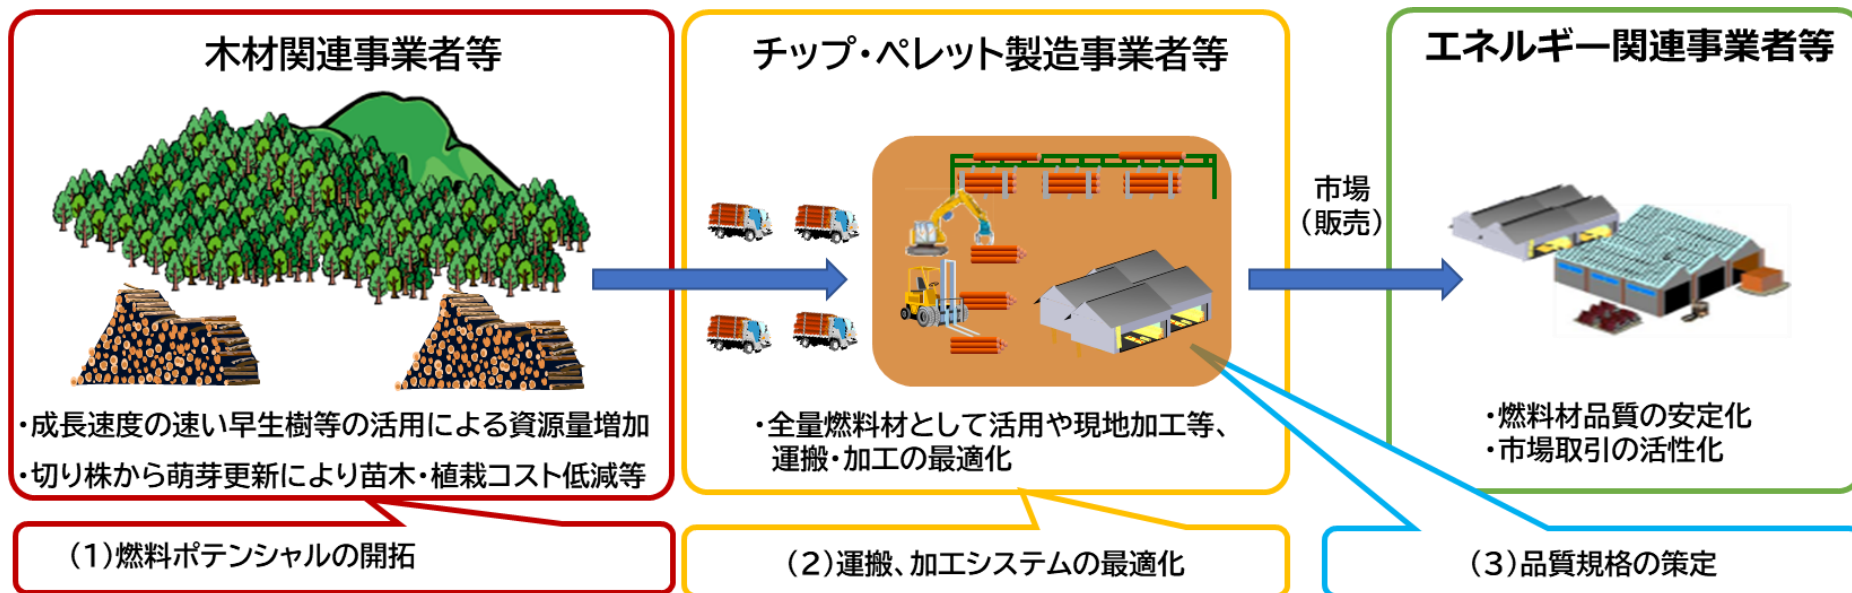 木材関連事業者等
・成長速度の速い早生樹等の活用による資源量増加
・切り株から萌芽更新により苗木・植栽コスト低減等
(1)燃料ポテンシャルの開拓
チップ・ペレット製造事業者等
・全量燃料材として活用や現地加工等、
運搬・加工の最適化
(2)運搬、加工システムの最適化
市場
(販売)
エネルギー関連事業者等
・燃料材品質の安定化
・市場取引の活性化
(3)品質規格の策定